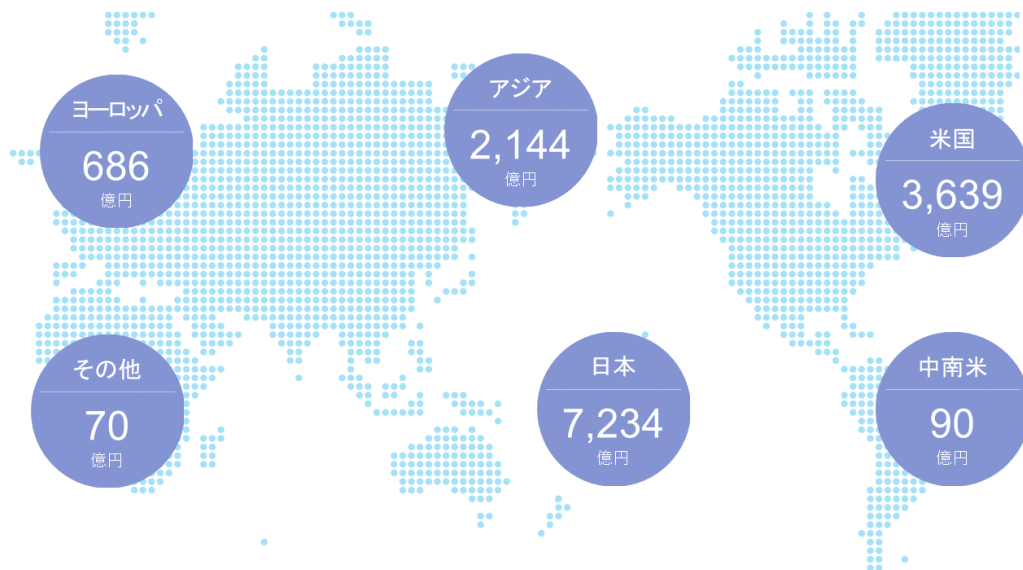 ヨーロッパ
686
億円
アジア
2,144
億円
米国
3,639
億円
その他
70
億円
日本
7,234
億円
中南米
90
億円